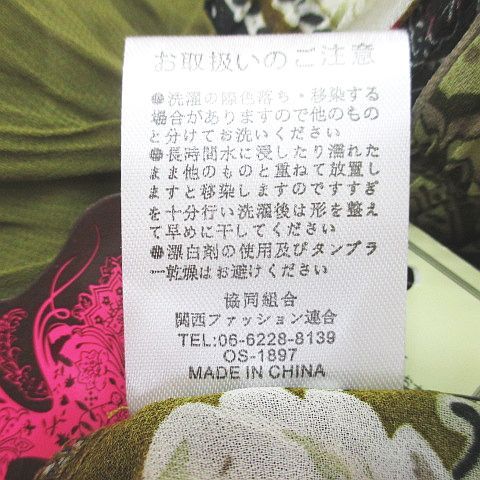 お取扱いのご注意
●洗濯の際色落ち・移染する
場合がありますので他のもの
と分けてお洗いください
●長時間水に浸したり濡れた
まま他のものと重ねて放置し
ますと移染しますのですすぎ
を十分行い洗濯後は形を整え
て早めに干してください
●漂白剤の使用及びタンブラ
ー乾燥はお避けください
協同組合
関西ファッション連合
TEL:06-6228-8139
OS-1897
MADE IN CHINA